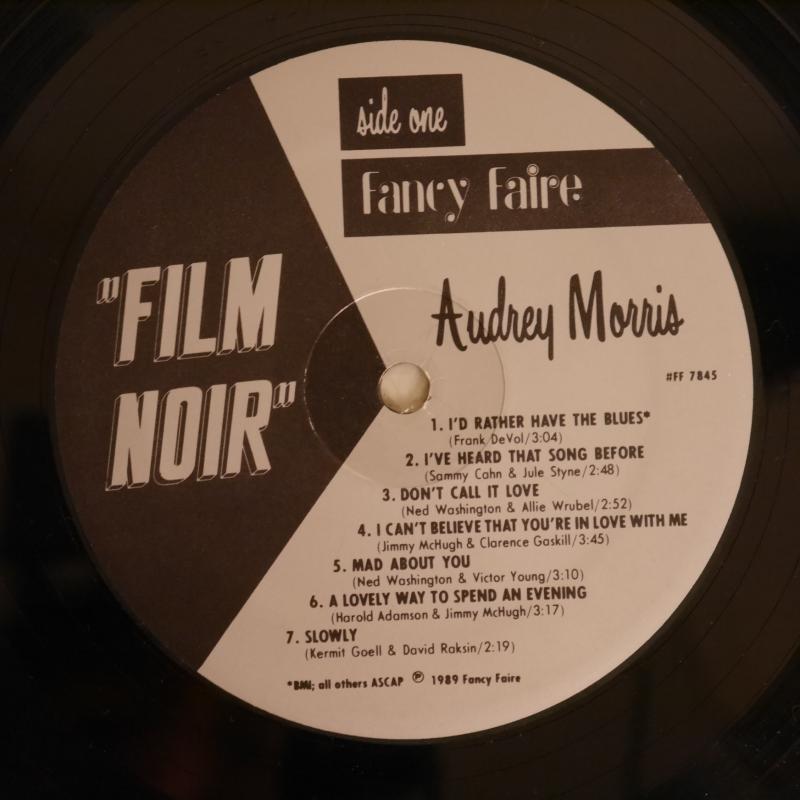 side one
Fancy Faire
"FILM
NOIR"
Audrey Morris
#FF 7845
1. I'D RATHER HAVE THE BLUES*
(Frank DeVol/3:04)
2. I'VE HEARD THAT SONG BEFORE
(Sammy Cahn & Jule Styne/2:48)
3. DON'T CALL IT LOVE
(Ned Washington & Allie Wrubel/2:52)
4. I CAN'T BELIEVE THAT YOU'RE IN LOVE WITH ME
(Jimmy McHugh & Clarence Gaskill/3:45)
5. MAD ABOUT YOU
(Ned Washington & Victor Young/3:10)
6. A LOVELY WAY TO SPEND AN EVENING
(Harold Adamson & Jimmy McHugh/3:17)
7. SLOWLY
(Kermit Goell & David Raksin/2:19)
*BMI; all others ASCAP ℗ 1989 Fancy Faire